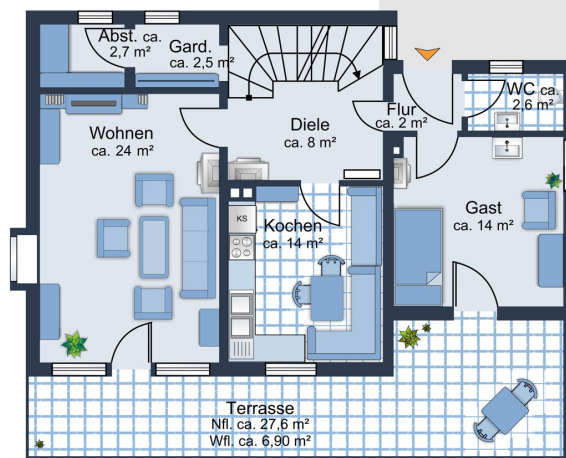 Abst. ca.
2,7 m²
Gard.
ca. 2,5 m²
WC ca.
2,6 m²
Flur
ca. 2 m²
Wohnen
ca. 24 m²
Diele
ca. 8 m²
Gast
ca. 14 m²
KS
Kochen
ca. 14 m²
Terrasse
Nfl. ca. 27,6 m²
Wfl. ca. 6,90 m²